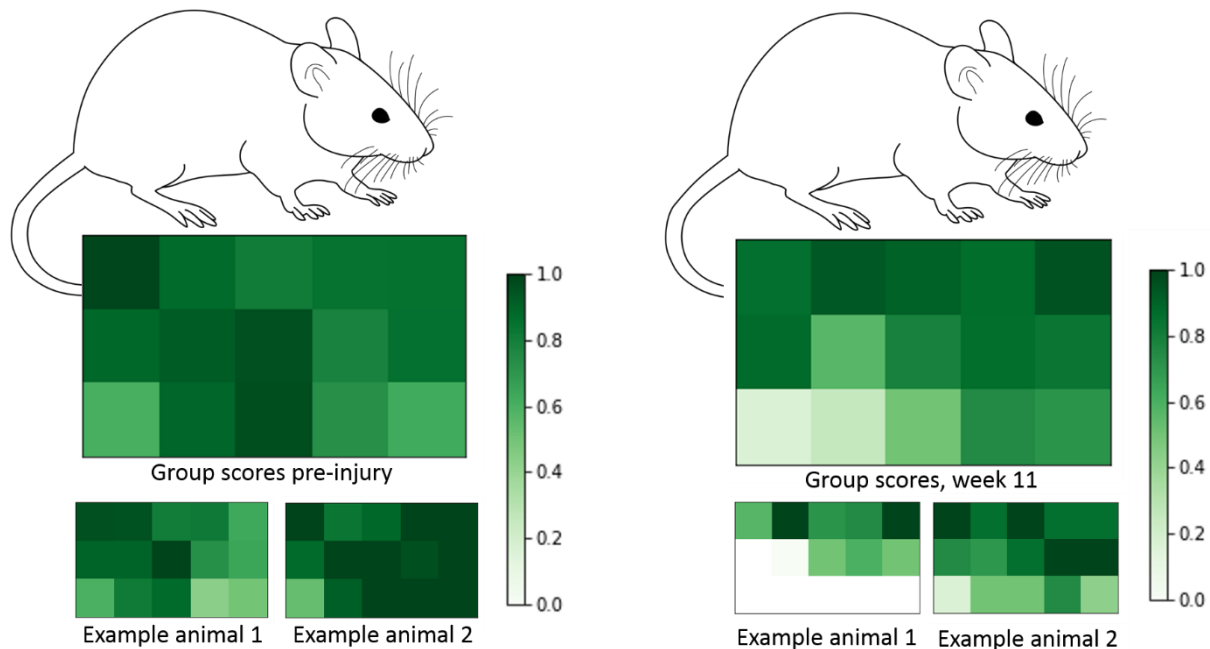 1.0
0.8
0.6
0.4
0.2
0.0
Group scores pre-injury
Example animal 1
Example animal 2
1.0
0.8
0.6
0.4
0.2
0.0
Group scores, week 11
Example animal 1
Example animal 2